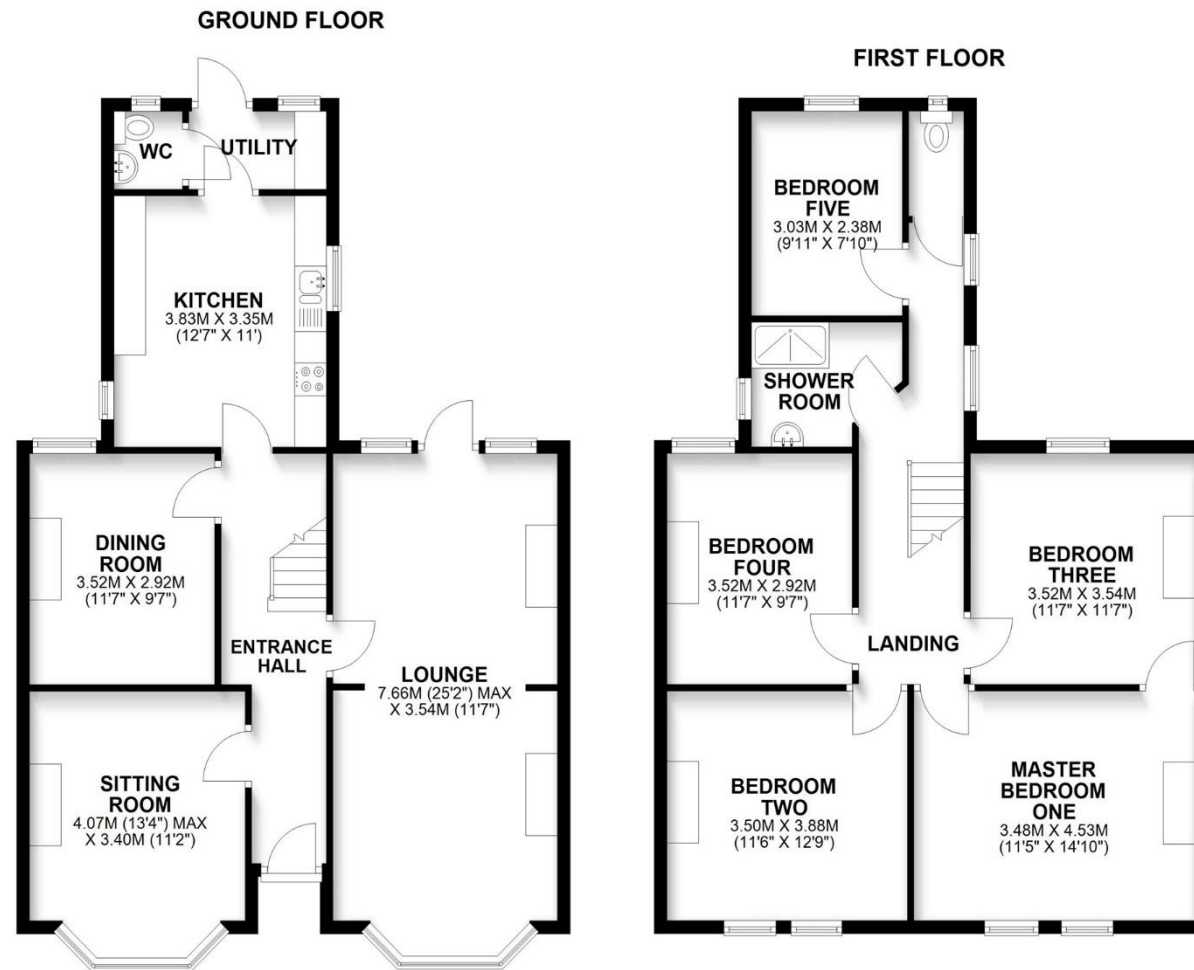 GROUND FLOOR
WC
UTILITY
KITCHEN
3.83M X 3.35M
(12'7" X 11')
DINING
ROOM
3.52M X 2.92M
(11'7" X 9'7")
ENTRANCE
HALL
LOUNGE
7.66M (25'2") MAX
X 3.54M (11'7")
SITTING
ROOM
4.07M (13'4") MAX
X 3.40M (11'2")
FIRST FLOOR
BEDROOM
FIVE
3.03M X 2.38M
(9'11" X 7'10")
SHOWER
ROOM
BEDROOM
FOUR
3.52M X 2.92M
(11'7" X 9'7")
BEDROOM
THREE
3.52M X 3.54M
(11'7" X 11'7")
LANDING
BEDROOM
TWO
3.50M X 3.88M
(11'6" X 12'9")
MASTER
BEDROOM
ONE
3.48M X 4.53M
(11'5" X 14'10")